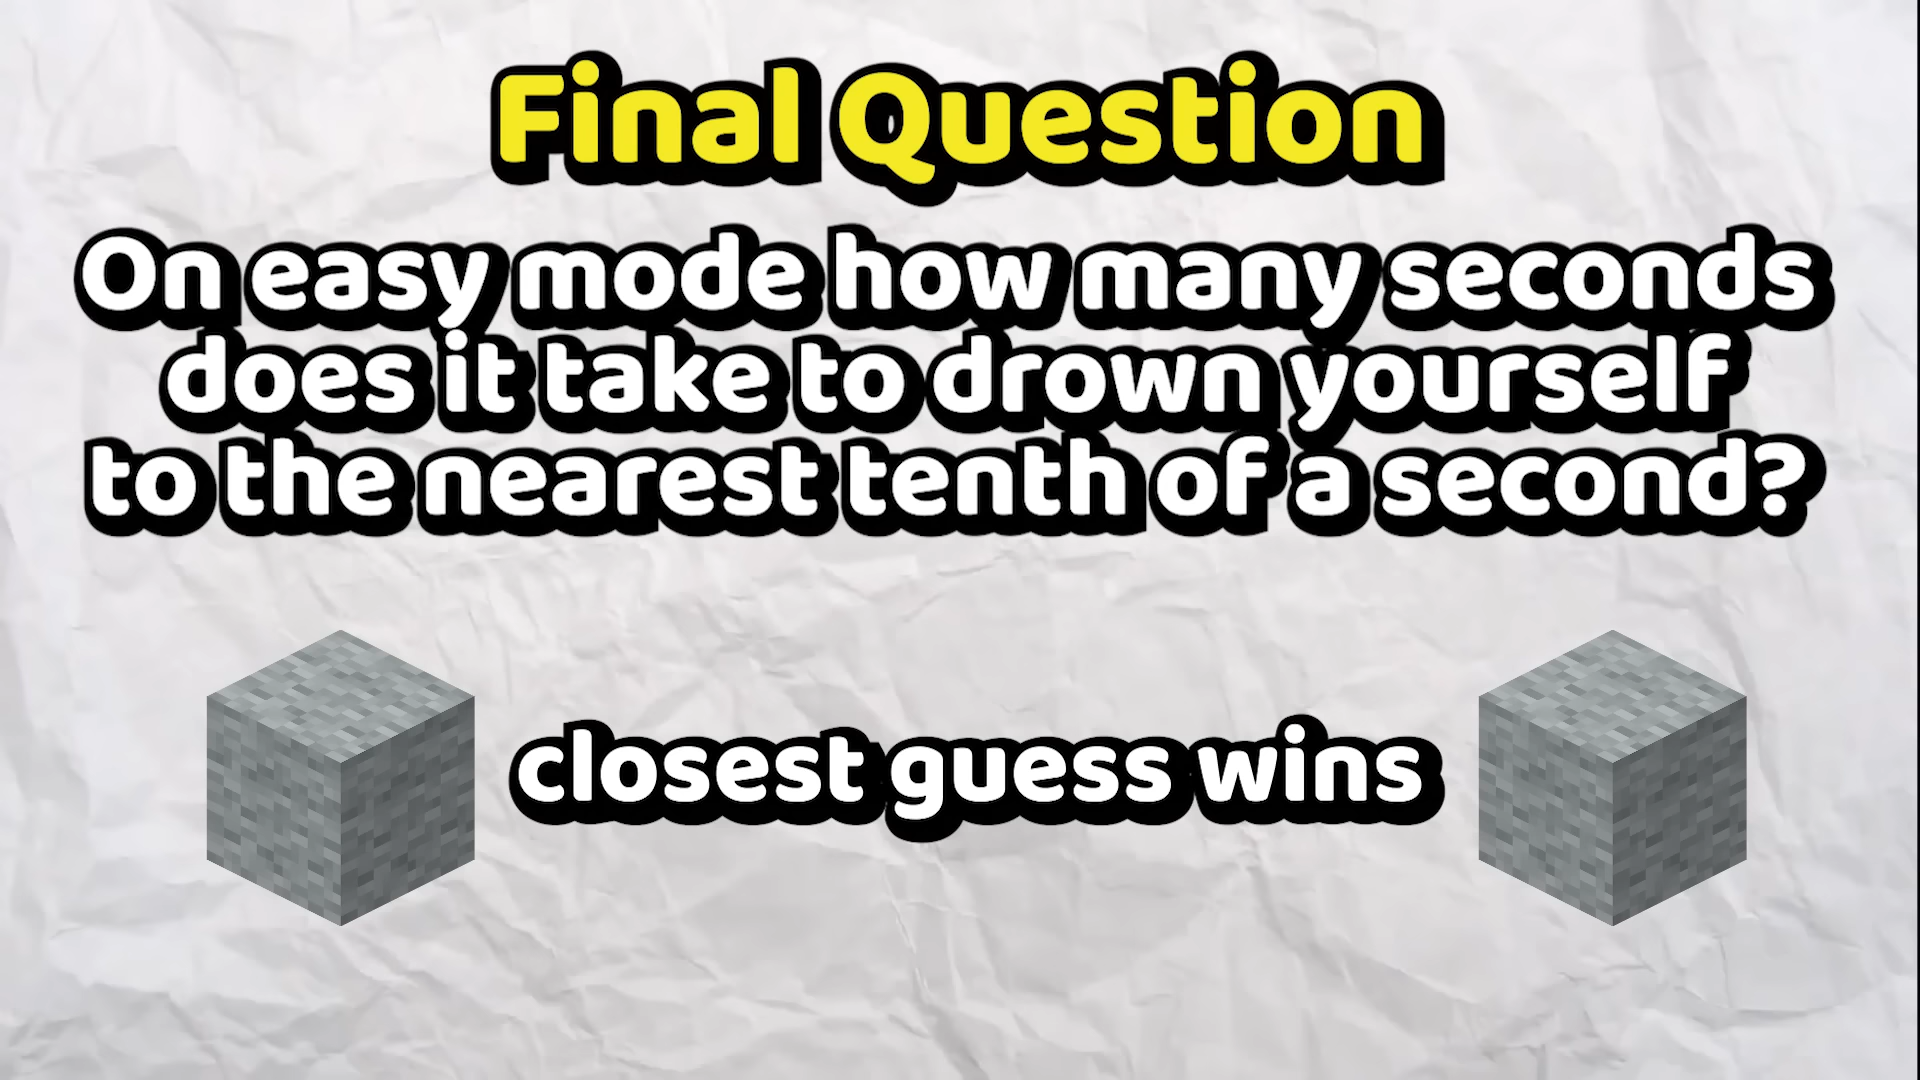 Final Question
On easy mode how many seconds
does it take to drown yourself
to the nearest tenth of a second?
closest guess wins